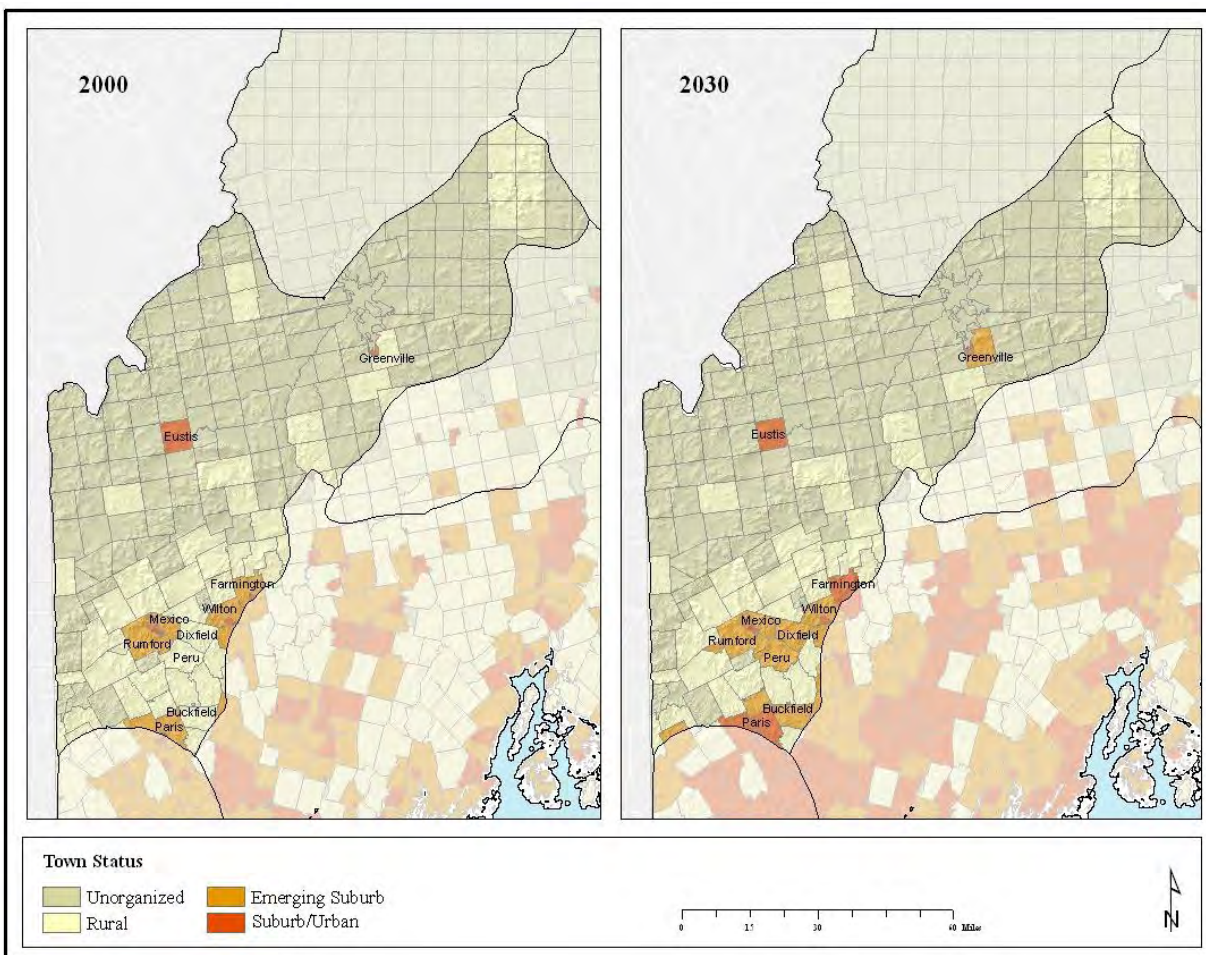 2000
Greenville
Eustis
Farmington
Wilton
Mexico
Dixfield
Rumford
Peru
Buckfield
Paris
2030
Greenville
Eustis
Farmington
Wilton
Mexico
Dixfield
Rumford
Peru
Buckfield
Paris
Town Status
Unorganized
Rural
Emerging Suburb
Suburb/Urban
0 15 30 60 Miles
N